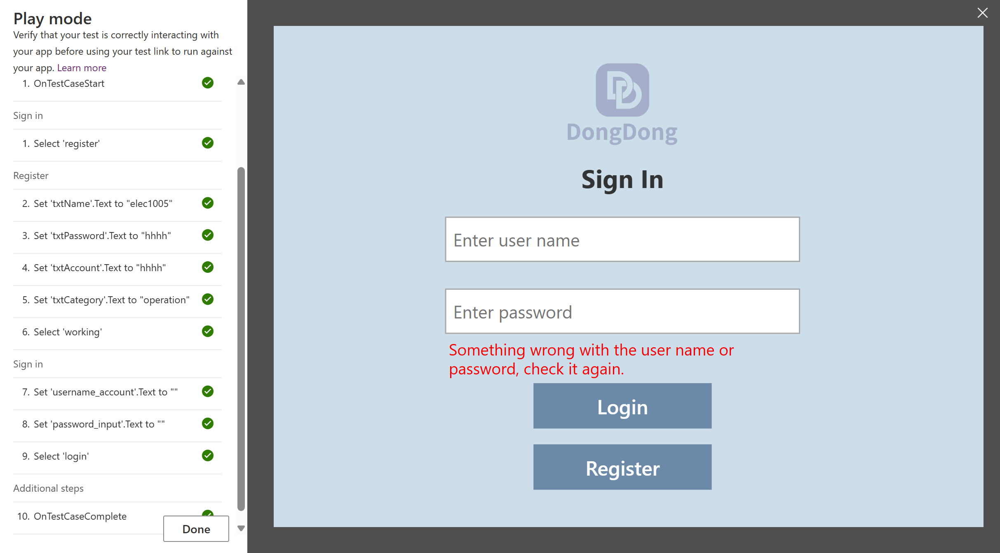 Play mode
Verify that your test is correctly interacting with
your app before using your test link to run against
your app. Learn more
1. OnTestCaseStart
Sign in
1. Select 'register'
Register
2. Set 'txtName'.Text to "elec1005"
3. Set 'txtPassword'.Text to "hhhh"
4. Set 'txtAccount'.Text to "hhhh"
5. Set 'txtCategory'.Text to "operation"
6. Select 'working'
Sign in
7. Set 'username_account'.Text to ""
8. Set 'password_input'.Text to ""
9. Select 'login'
Additional steps
10. OnTestCaseComplete
Done
DD
DongDong
Sign In
Enter user name
Enter password
Something wrong with the user name or
password, check it again.
Login
Register